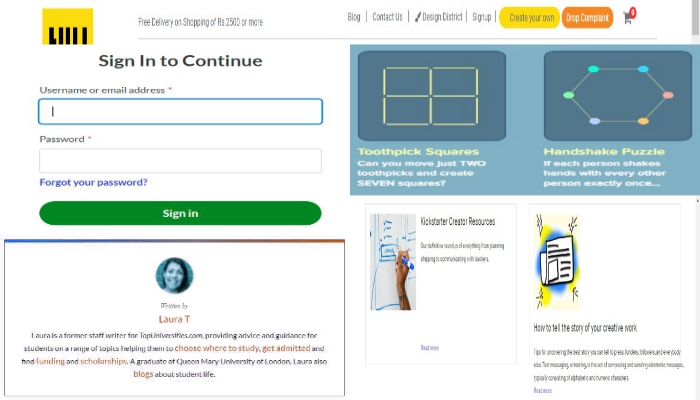 Free Delivery on Shopping of Rs 2500 or more
Blog | Contact Us | Design District | Signup | Create your own Drop Complaint 0
Sign In to Continue
Username or email address *
Password *
Forgot your password?
Sign in
Toothpick Squares
Can you move just TWO
toothpicks and create
SEVEN squares?
Handshake Puzzle
If each person shakes
hands with every other
person exactly once...
Written by
Laura T
Laura is a former staff writer for TopUniversities.com, providing advice and guidance for
students on a range of topics helping them to choose where to study, get admitted and
find funding and scholarships. A graduate of Queen Mary University of London, Laura also
blogs about student life.
Kickstarter Creator Resources
Our definitive roundup of everything from planning
shipping to communicating with backers.
Read more
How to tell the story of your creative work
Tips for uncovering the best story you can tell to press, funders, followers, and everybody
else. Text messaging, or texting, is the act of composing and sending electronic messages,
typically consisting of alphabetic and numeric characters
Read more